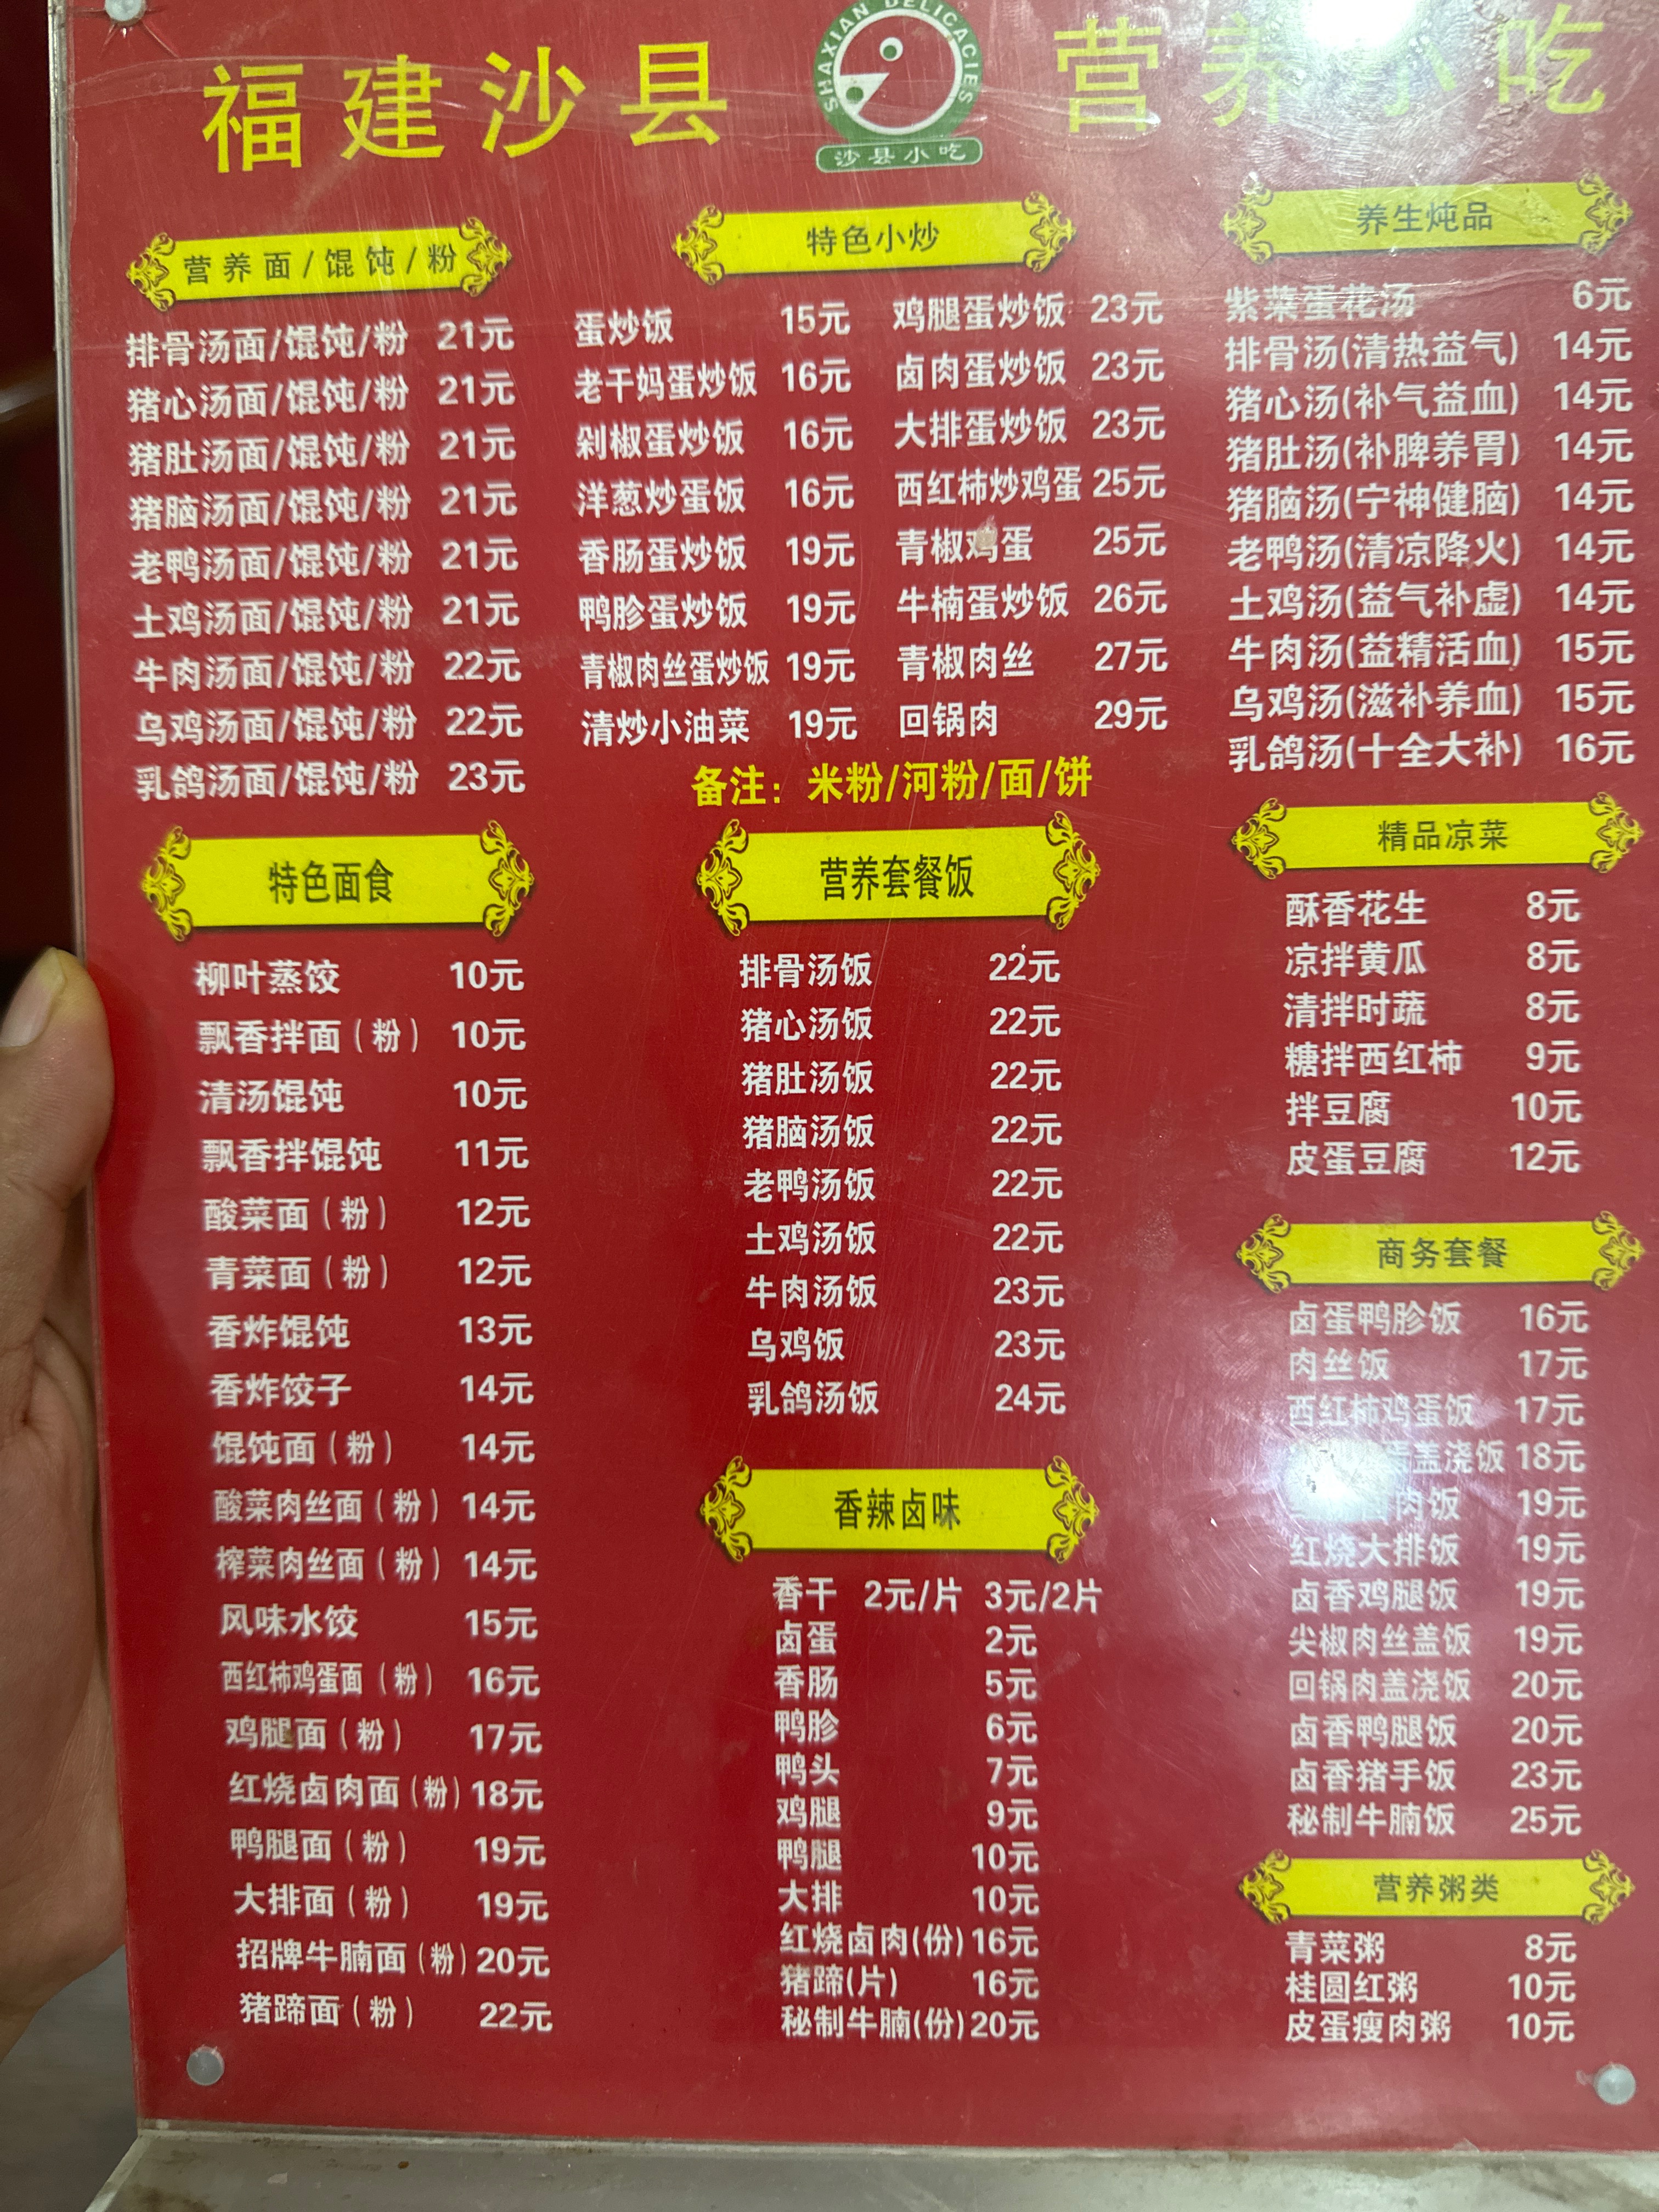 福建沙县
SHAXIAN DELICACIES
沙县小吃
营养小吃
营养面/馄饨/粉
排骨汤面/馄饨/粉 21元
猪心汤面/馄饨/粉 21元
猪肚汤面/馄饨/粉 21元
猪脑汤面/馄饨/粉 21元
老鸭汤面/馄饨/粉 21元
土鸡汤面/馄饨/粉 21元
牛肉汤面/馄饨/粉 22元
乌鸡汤面/馄饨/粉 22元
乳鸽汤面/馄饨/粉 23元
特色面食
柳叶蒸饺 10元
飘香拌面（粉） 10元
清汤馄饨 10元
飘香拌馄饨 11元
酸菜面（粉） 12元
青菜面（粉） 12元
香炸馄饨 13元
香炸饺子 14元
馄饨面（粉） 14元
酸菜肉丝面（粉） 14元
榨菜肉丝面（粉） 14元
风味水饺 15元
西红柿鸡蛋面（粉） 16元
鸡腿面（粉） 17元
红烧卤肉面（粉） 18元
鸭腿面（粉） 19元
大排面（粉） 19元
招牌牛腩面（粉） 20元
猪蹄面（粉） 22元
特色小炒
蛋炒饭 15元
老干妈蛋炒饭 16元
剁椒蛋炒饭 16元
洋葱炒蛋饭 16元
香肠蛋炒饭 19元
鸭胗蛋炒饭 19元
青椒肉丝蛋炒饭 19元
清炒小油菜 19元
鸡腿蛋炒饭 23元
卤肉蛋炒饭 23元
大排蛋炒饭 23元
西红柿炒鸡蛋 25元
青椒鸡蛋 25元
牛楠蛋炒饭 26元
青椒肉丝 27元
回锅肉 29元
备注：米粉/河粉/面/饼
营养套餐饭
排骨汤饭 22元
猪心汤饭 22元
猪肚汤饭 22元
猪脑汤饭 22元
老鸭汤饭 22元
土鸡汤饭 22元
牛肉汤饭 23元
乌鸡饭 23元
乳鸽汤饭 24元
香辣卤味
香干 2元/片 3元/2片
卤蛋 2元
香肠 5元
鸭胗 6元
鸭头 7元
鸡腿 9元
鸭腿 10元
大排 10元
红烧卤肉(份) 16元
猪蹄(片) 16元
秘制牛腩(份) 20元
养生炖品
紫菜蛋花汤 6元
排骨汤(清热益气) 14元
猪心汤(补气益血) 14元
猪肚汤(补脾养胃) 14元
猪脑汤(宁神健脑) 14元
老鸭汤(清凉降火) 14元
土鸡汤(益气补虚) 14元
牛肉汤(益精活血) 15元
乌鸡汤(滋补养血) 15元
乳鸽汤(十全大补) 16元
精品凉菜
酥香花生 8元
凉拌黄瓜 8元
清拌时蔬 8元
糖拌西红柿 9元
拌豆腐 10元
皮蛋豆腐 12元
商务套餐
卤蛋鸭胗饭 16元
肉丝饭 17元
西红柿鸡蛋饭 17元
蛋盖浇饭 18元
肉饭 19元
红烧大排饭 19元
卤香鸡腿饭 19元
尖椒肉丝盖饭 19元
回锅肉盖浇饭 20元
卤香鸭腿饭 20元
卤香猪手饭 23元
秘制牛腩饭 25元
营养粥类
青菜粥 8元
桂圆红粥 10元
皮蛋瘦肉粥 10元